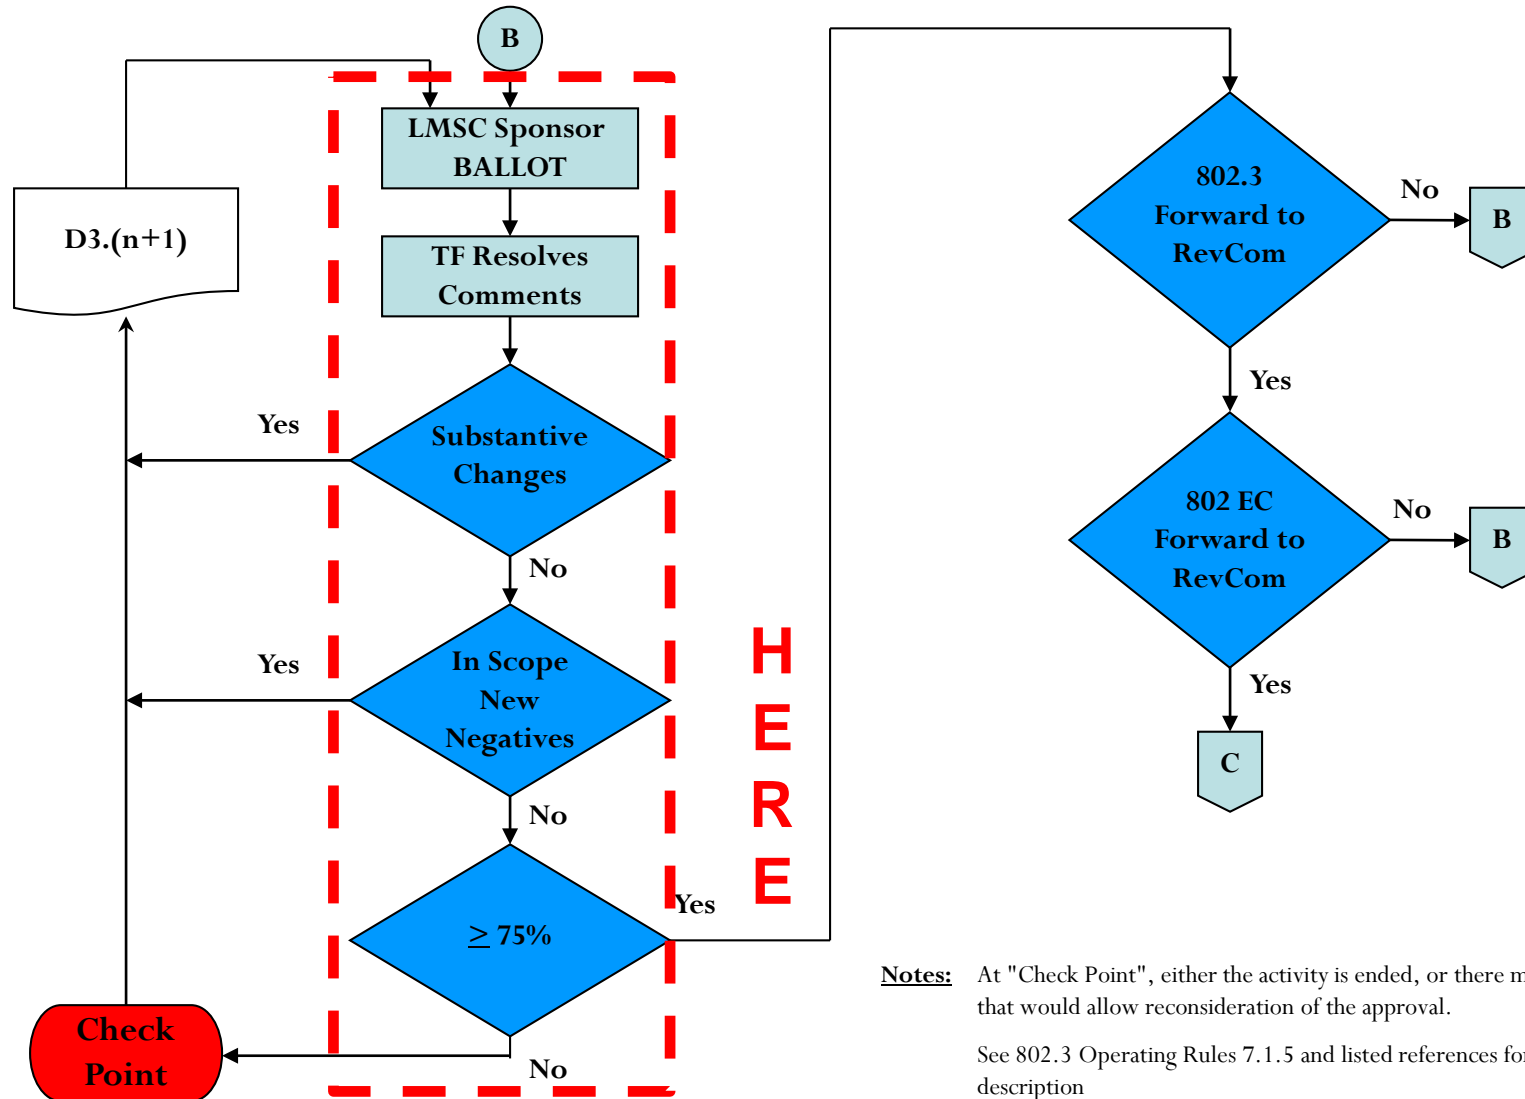 B
LMSC Sponsor
BALLOT
D3.(n+1)
TF Resolves
Comments
Yes
Substantive
Changes
No
Yes
In Scope
New
Negatives
No
≥ 75%
Yes
No
Check
Point
H
E
R
E
802.3
Forward to
RevCom
No
B
Yes
802 EC
Forward to
RevCom
No
B
Yes
C
Notes: At "Check Point", either the activity is ended, or there
that would allow reconsideration of the approval.
See 802.3 Operating Rules 7.1.5 and listed references for
description